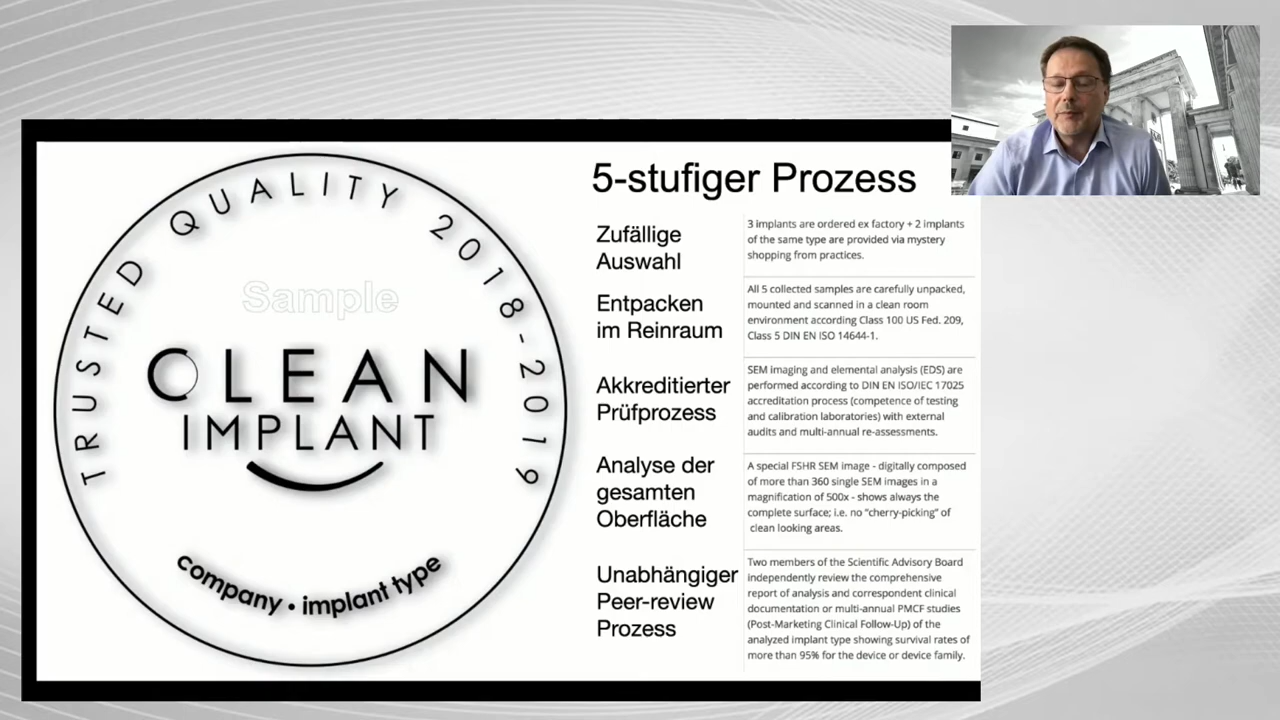 TRUSTED QUALITY 2018-2019
Sample
CLEAN
IMPLANT
company • implant type
5-stufiger Prozess
Zufällige
Auswahl
3 implants are ordered ex factory + 2 implants
of the same type are provided via mystery
shopping from practices.
Entpacken
im Reinraum
All 5 collected samples are carefully unpacked,
mounted and scanned in a clean room
environment according Class 100 US Fed. 209,
Class 5 DIN EN ISO 14644-1.
Akkreditierter
Prüfprozess
SEM imaging and elemental analysis (EDS) are
performed according to DIN EN ISO/IEC 17025
accreditation process (competence of testing
and calibration laboratories) with external
audits and multi-annual re-assessments.
Analyse der
gesamten
Oberfläche
A special FSHR SEM image - digitally composed
of more than 360 single SEM images in a
magnification of 500x - shows always the
complete surface; i.e. no “cherry-picking” of
clean looking areas.
Unabhängiger
Peer-review
Prozess
Two members of the Scientific Advisory Board
independently review the comprehensive
report of analysis and correspondent clinical
documentation or multi-annual PMCF studies
(Post-Marketing Clinical Follow-Up) of the
analyzed implant type showing survival rates of
more than 95% for the device or device family.